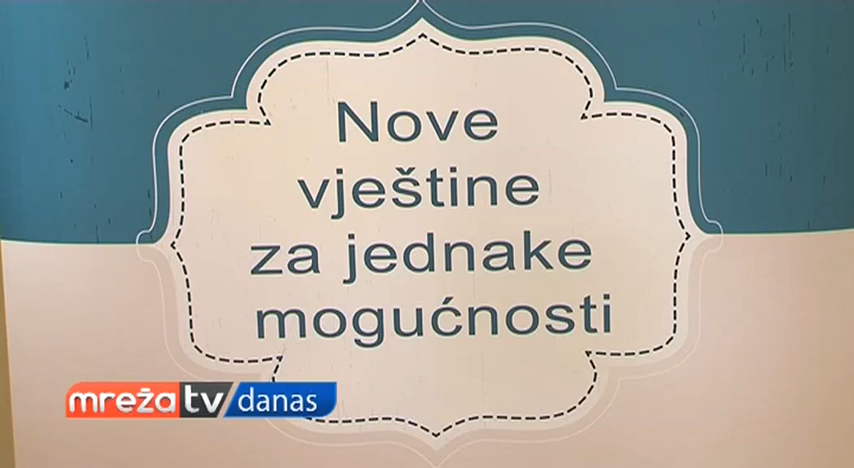 Nove
vještine
za jednake
mogućnosti
mreža tv danas